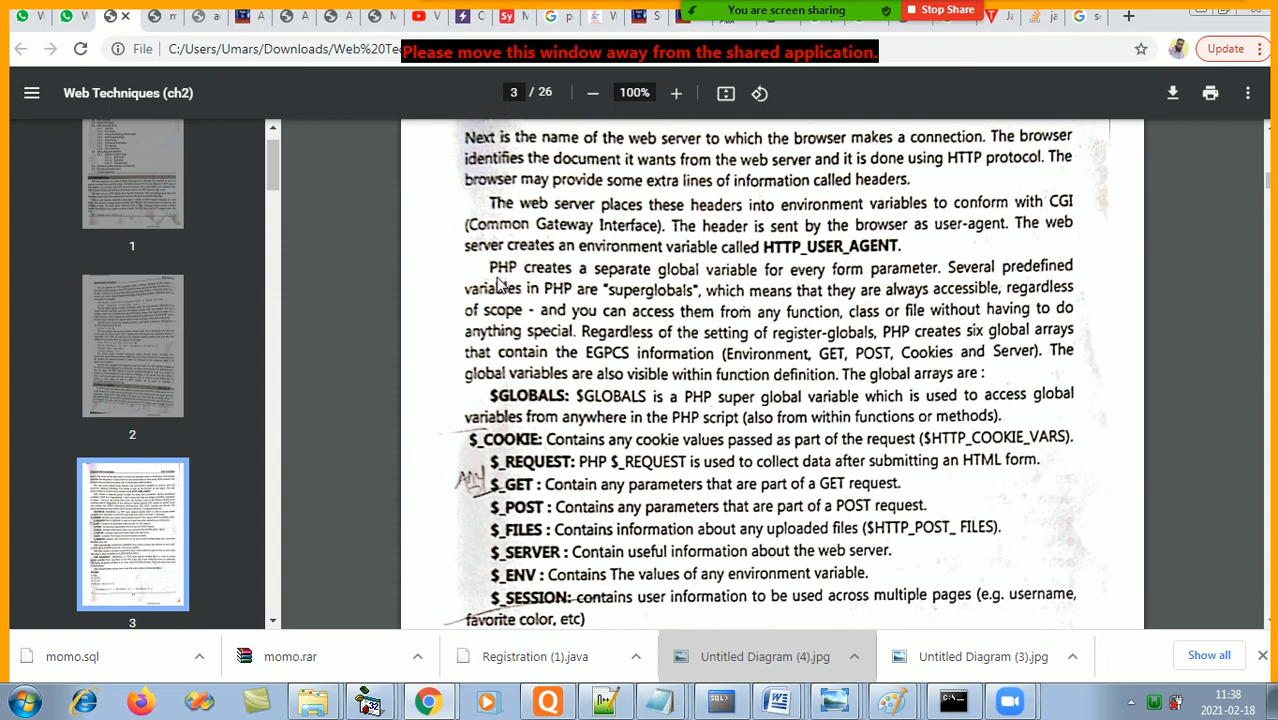 You are screen sharing
Stop Share
File
C:/Users/Umars/Downloads/Web%20Te
Please move this window away from the shared application.
Update
Web Techniques (ch2)
3 / 26
100%
1
2
3
Next is the name of the web server to which the browser makes a connection. The browser
identifies the document it wants from the web server and it is done using HTTP protocol. The
browser may provide some extra lines of information called headers.
The web server places these headers into environment variables to conform with CGI
(Common Gateway Interface). The header is sent by the browser as user-agent. The web
server creates an environment variable called HTTP_USER_AGENT.
PHP creates a separate global variable for every form parameter. Several predefined
variables in PHP are "superglobals", which means that they are always accessible, regardless
of scope - and you can access them from any function, class or file without having to do
anything special. Regardless of the setting of register-globals, PHP creates six global arrays
that contain the EGPCS information (Environment, GET, POST, Cookies and Server). The
global variables are also visible within function definition. The global arrays are :
$GLOBALS: $GLOBALS is a PHP super global variable which is used to access global
variables from anywhere in the PHP script (also from within functions or methods).
$_COOKIE: Contains any cookie values passed as part of the request ($HTTP_COOKIE_VARS).
$_REQUEST: PHP $_REQUEST is used to collect data after submitting an HTML form.
$_GET : Contain any parameters that are part of a GET request.
$_POST : Contains any parameters that are part of a POST request.
$_FILES : Contains information about any uploaded files ($HTTP_POST_ FILES).
$_SERVER : Contain useful information about the web server.
$_ENV : Contains The values of any environment variable.
$_SESSION: contains user information to be used across multiple pages (e.g. username,
favorite color, etc)
momo.sql
momo.rar
Registration (1).java
Untitled Diagram (4).jpg
Untitled Diagram (3).jpg
Show all
11:38
2021-02-18